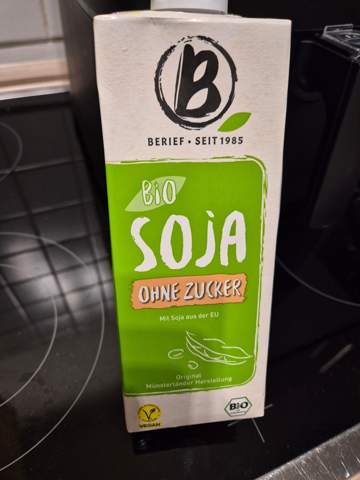 B
BERIEF · SEIT 1985
BiO
SOJA
OHNE ZUCKER
Mit Soja aus der EU
Original
Münsterländer Herstellung
VEGAN
BiO